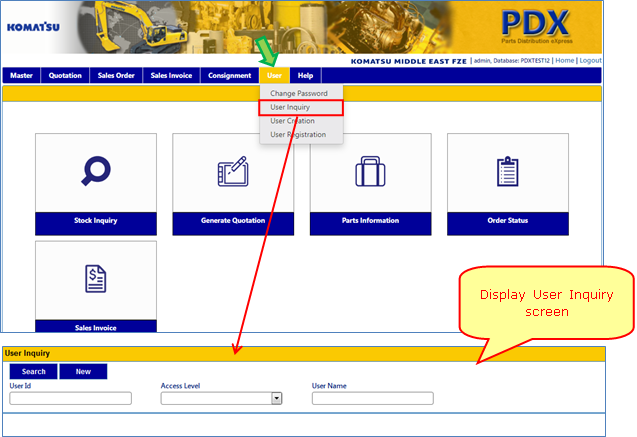 KOMATSU
PDX
Parts Distribution eXpress
KOMATSU MIDDLE EAST FZE | admin, Database: PDXTEST12 | Home | Logout
Master Quotation Sales Order Sales Invoice Consignment User Help
Change Password
User Inquiry
User Creation
User Registration
Stock Inquiry Generate Quotation Parts Information Order Status
Sales Invoice
Display User Inquiry
screen
User Inquiry
Search New
User Id Access Level User Name